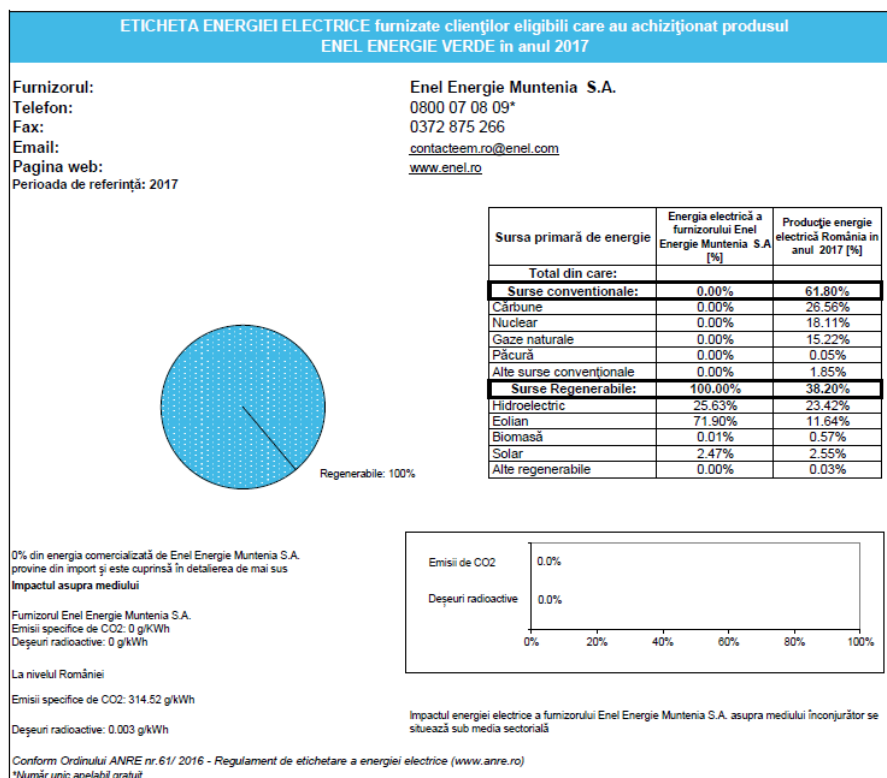 ETICHETA ENERGIEI ELECTRICE furnizate clienţilor eligibili care au achiziţionat produsul
ENEL ENERGIE VERDE în anul 2017
Furnizorul: Enel Energie Muntenia S.A.
Telefon: 0800 07 08 09*
Fax: 0372 875 266
Email: contacteem.ro@enel.com
Pagina web: www.enel.ro
Perioada de referință: 2017
Sursa primară de energie
Energia electrică a
furnizorului Enel
Energie Muntenia S.A
[%]
Producţie energie
electrică România in
anul 2017 [%]
Total din care:
Surse conventionale: 0.00% 61.80%
Cărbune 0.00% 26.56%
Nuclear 0.00% 18.11%
Gaze naturale 0.00% 15.22%
Păcură 0.00% 0.05%
Alte surse convenţionale 0.00% 1.85%
Surse Regenerabile: 100.00% 38.20%
Hidroelectric 25.63% 23.42%
Eolian 71.90% 11.64%
Biomasă 0.01% 0.57%
Solar 2.47% 2.55%
Alte regenerabile 0.00% 0.03%
Regenerabile: 100%
0% din energia comercializată de Enel Energie Muntenia S.A.
provine din import şi este cuprinsă în detalierea de mai sus
Impactul asupra mediului
Furnizorul Enel Energie Muntenia S.A.
Emisii specifice de CO2: 0 g/KWh
Deşeuri radioactive: 0 g/kWh
La nivelul României
Emisii specifice de CO2: 314.52 g/kWh
Deşeuri radioactive: 0.003 g/kWh
Emisii de CO2 0.0%
Deșeuri radioactive 0.0%
0% 20% 40% 60% 80% 100%
Impactul energiei electrice a furnizorului Enel Energie Muntenia S.A. asupra mediului înconjurător se
situează sub media sectorială
Conform Ordinului ANRE nr.61/ 2016 - Regulament de etichetare a energiei electrice (www.anre.ro)
*Număr unic apelabil gratuit